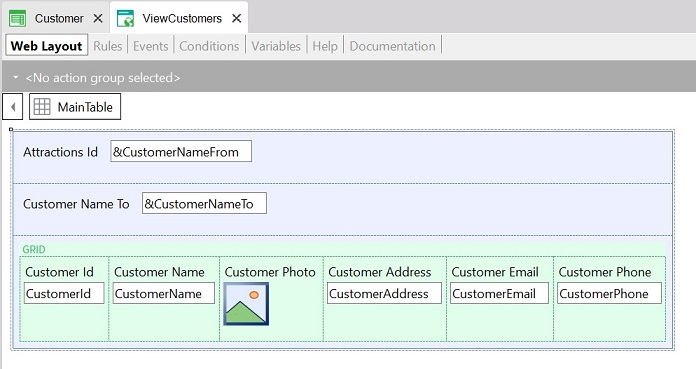 Customer ViewCustomers
Web Layout Rules Events Conditions Variables Help Documentation
<No action group selected>
MainTable
Attractions Id &CustomerNameFrom
Customer Name To &CustomerNameTo
GRID
Customer Id Customer Name Customer Photo Customer Address Customer Email Customer Phone
CustomerId CustomerName CustomerAddress CustomerEmail CustomerPhone